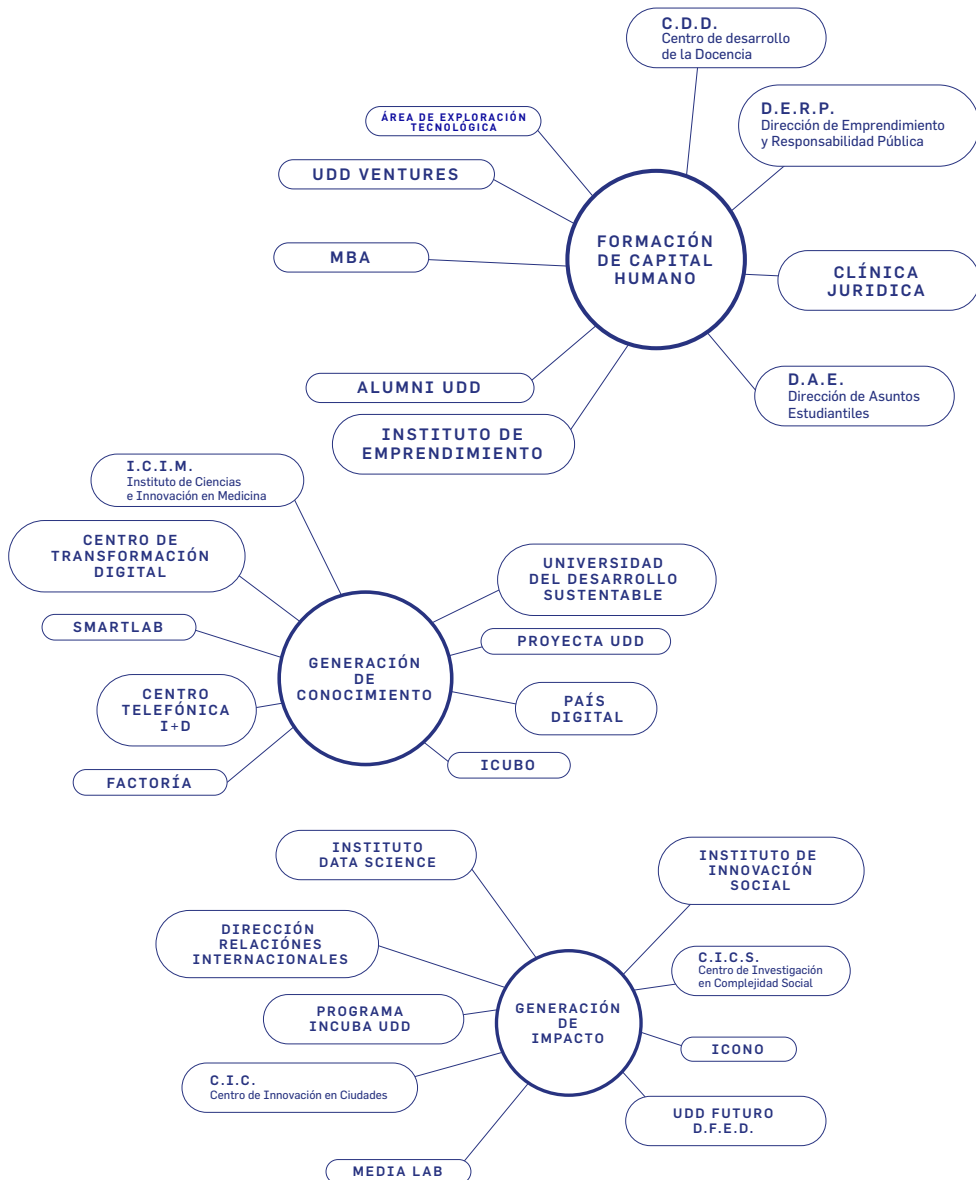 C.D.D.
Centro de desarrollo
de la Docencia
D.E.R.P.
Dirección de Emprendimiento
y Responsabilidad Pública
ÁREA DE EXPLORACIÓN
TECNOLÓGICA
UDD VENTURES
MBA
FORMACIÓN
DE CAPITAL
HUMANO
CLÍNICA
JURIDICA
ALUMNI UDD
D.A.E.
Dirección de Asuntos
Estudiantiles
INSTITUTO DE
EMPRENDIMIENTO
I.C.I.M.
Instituto de Ciencias
e Innovación en Medicina
CENTRO DE
TRANSFORMACIÓN
DIGITAL
UNIVERSIDAD
DEL DESARROLLO
SUSTENTABLE
SMARTLAB
PROYECTA UDD
GENERACIÓN
DE
CONOCIMIENTO
CENTRO
TELEFÓNICA
I+D
PAÍS
DIGITAL
FACTORÍA
ICUBO
INSTITUTO
DATA SCIENCE
INSTITUTO DE
INNOVACIÓN
SOCIAL
DIRECCIÓN
RELACIÓNES
INTERNACIONALES
C.I.C.S.
Centro de Investigación
en Complejidad Social
PROGRAMA
INCUBA UDD
GENERACIÓN
DE
IMPACTO
ICONO
C.I.C.
Centro de Innovación en Ciudades
UDD FUTURO
D.F.E.D.
MEDIA LAB